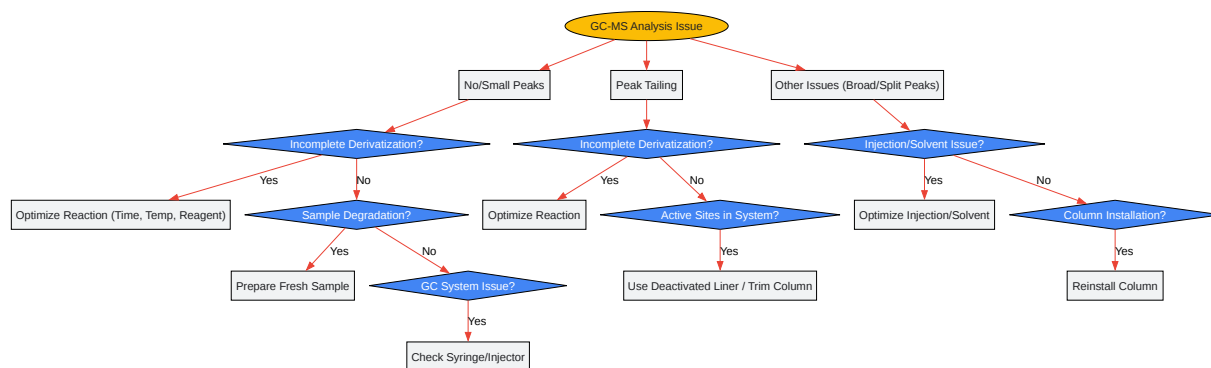 GC-MS Analysis Issue
No/Small Peaks
Peak Tailing
Other Issues (Broad/Split Peaks)
Incomplete Derivatization?
Incomplete Derivatization?
Injection/Solvent Issue?
Yes
No
Yes
No
Yes
No
Optimize Reaction (Time, Temp, Reagent)
Sample Degradation?
Optimize Reaction
Active Sites in System?
Optimize Injection/Solvent
Column Installation?
Yes
No
Yes
Yes
Prepare Fresh Sample
GC System Issue?
Use Deactivated Liner / Trim Column
Reinstall Column
Yes
Check Syringe/Injector